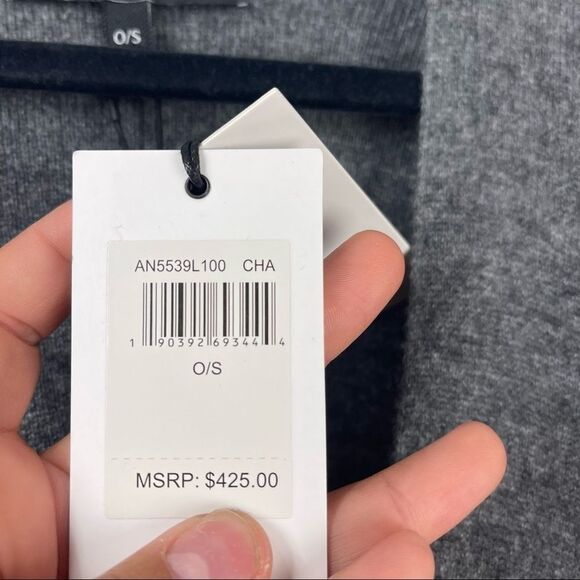 O/S
AN5539L100 CHA
1 90392 69344 4
O/S
MSRP: $425.00